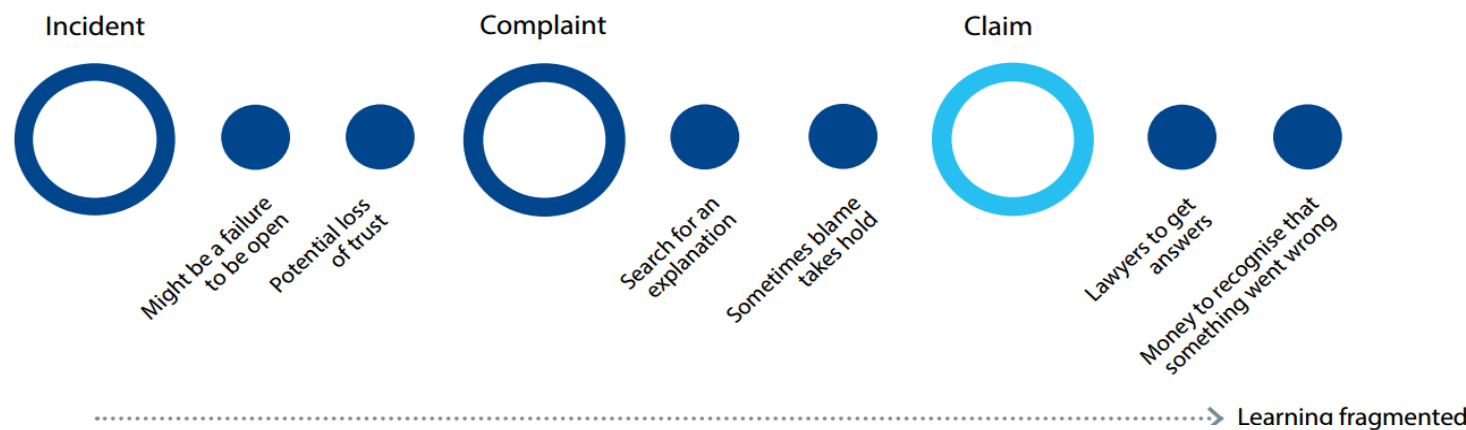 Incident
Complaint
Claim
Might be a failure
to be open
Potential loss
of trust
Search for an
explanation
Sometimes blame
takes hold
Lawyers to get
answers
Money to recognise that
something went wrong
Learning fragmented